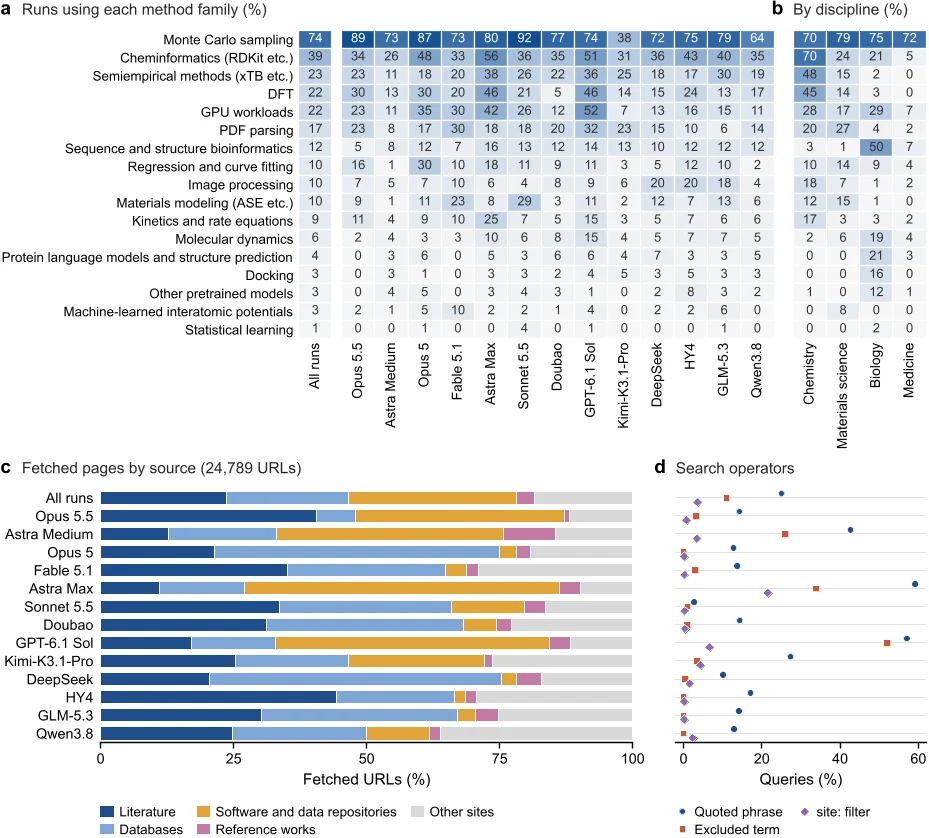 a Runs using each method family (%)
Monte Carlo sampling 74 89 73 87 73 80 92 77 74 38 72 75 79 64
Cheminformatics (RDKit etc.) 39 34 26 48 33 56 36 35 51 31 36 43 40 35
Semiempirical methods (xTB etc.) 23 23 11 18 20 38 26 22 36 25 18 17 30 19
DFT 22 30 13 30 20 46 21 5 46 14 15 24 13 17
GPU workloads 22 23 11 35 30 42 26 12 52 7 13 16 15 11
PDF parsing 17 23 8 17 30 18 18 20 32 23 15 10 6 14
Sequence and structure bioinformatics 12 5 8 12 7 16 13 12 14 13 10 12 12 12
Regression and curve fitting 10 16 1 30 10 18 11 9 11 3 5 12 10 2
Image processing 10 7 5 7 10 6 4 8 9 6 20 20 18 4
Materials modeling (ASE etc.) 10 9 1 11 23 8 29 3 11 2 12 7 13 6
Kinetics and rate equations 9 11 4 9 10 25 7 5 15 3 5 7 6 6
Molecular dynamics 6 2 4 3 3 10 6 8 15 4 5 7 7 5
Protein language models and structure prediction 4 0 3 6 0 5 3 6 6 4 7 3 3 5
Docking 3 0 3 1 0 3 3 2 4 5 3 5 3 3
Other pretrained models 3 0 4 5 0 3 4 3 1 0 2 8 3 2
Machine-learned interatomic potentials 3 2 1 5 10 2 2 1 4 0 2 2 6 0
Statistical learning 1 0 0 1 0 0 4 0 1 0 0 0 1 0
All runs
Opus 5.5
Astra Medium
Opus 5
Fable 5.1
Astra Max
Sonnet 5.5
Doubao
GPT-6.1 Sol
Kimi-K3.1-Pro
DeepSeek
HY4
GLM-5.3
Qwen3.8
b By discipline (%)
70 79 75 72
70 15 21 5
48 15 2 0
45 14 3 0
28 17 29 7
20 27 4 2
3 1 50 7
10 14 9 4
18 7 1 2
12 15 1 0
17 3 3 2
2 6 19 4
0 0 21 3
0 0 16 0
1 0 12 1
0 8 0 0
0 0 2 0
Chemistry
Materials science
Biology
Medicine
c Fetched pages by source (24,789 URLs)
All runs
Opus 5.5
Astra Medium
Opus 5
Fable 5.1
Astra Max
Sonnet 5.5
Doubao
GPT-6.1 Sol
Kimi-K3.1-Pro
DeepSeek
HY4
GLM-5.3
Qwen3.8
0 25 50 75 100
Fetched URLs (%)
Literature
Software and data repositories
Other sites
Databases
Reference works
d Search operators
0 20 40 60
Queries (%)
Quoted phrase
site: filter
Excluded term